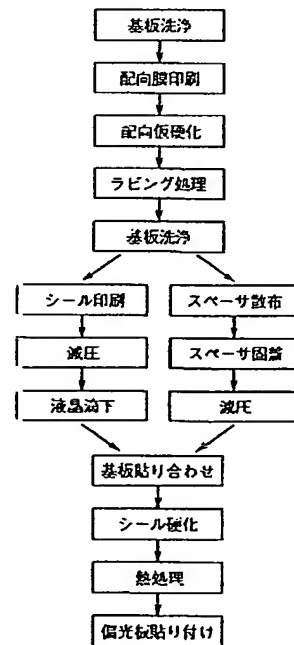 基板洗浄
配向膜印刷
配向仮硬化
ラビング処理
基板洗浄
シール印刷
スペーサ散布
減圧
スペーサ固着
液晶滴下
減圧
基板貼り合わせ
シール硬化
熱処理
偏光板貼り付け